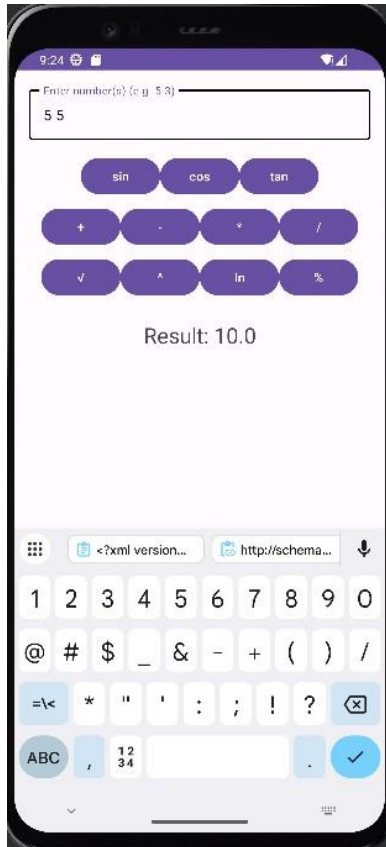 9:24
Enter number(s) (e.g. 5 3)
5 5
sin cos tan
+ - * /
√ ^ ln %
Result: 10.0
<?xml version... http://schema...
1 2 3 4 5 6 7 8 9 0
@ # $ _ & - + ( ) /
=\< * " ' : ; ! ?
ABC , 12 .
34